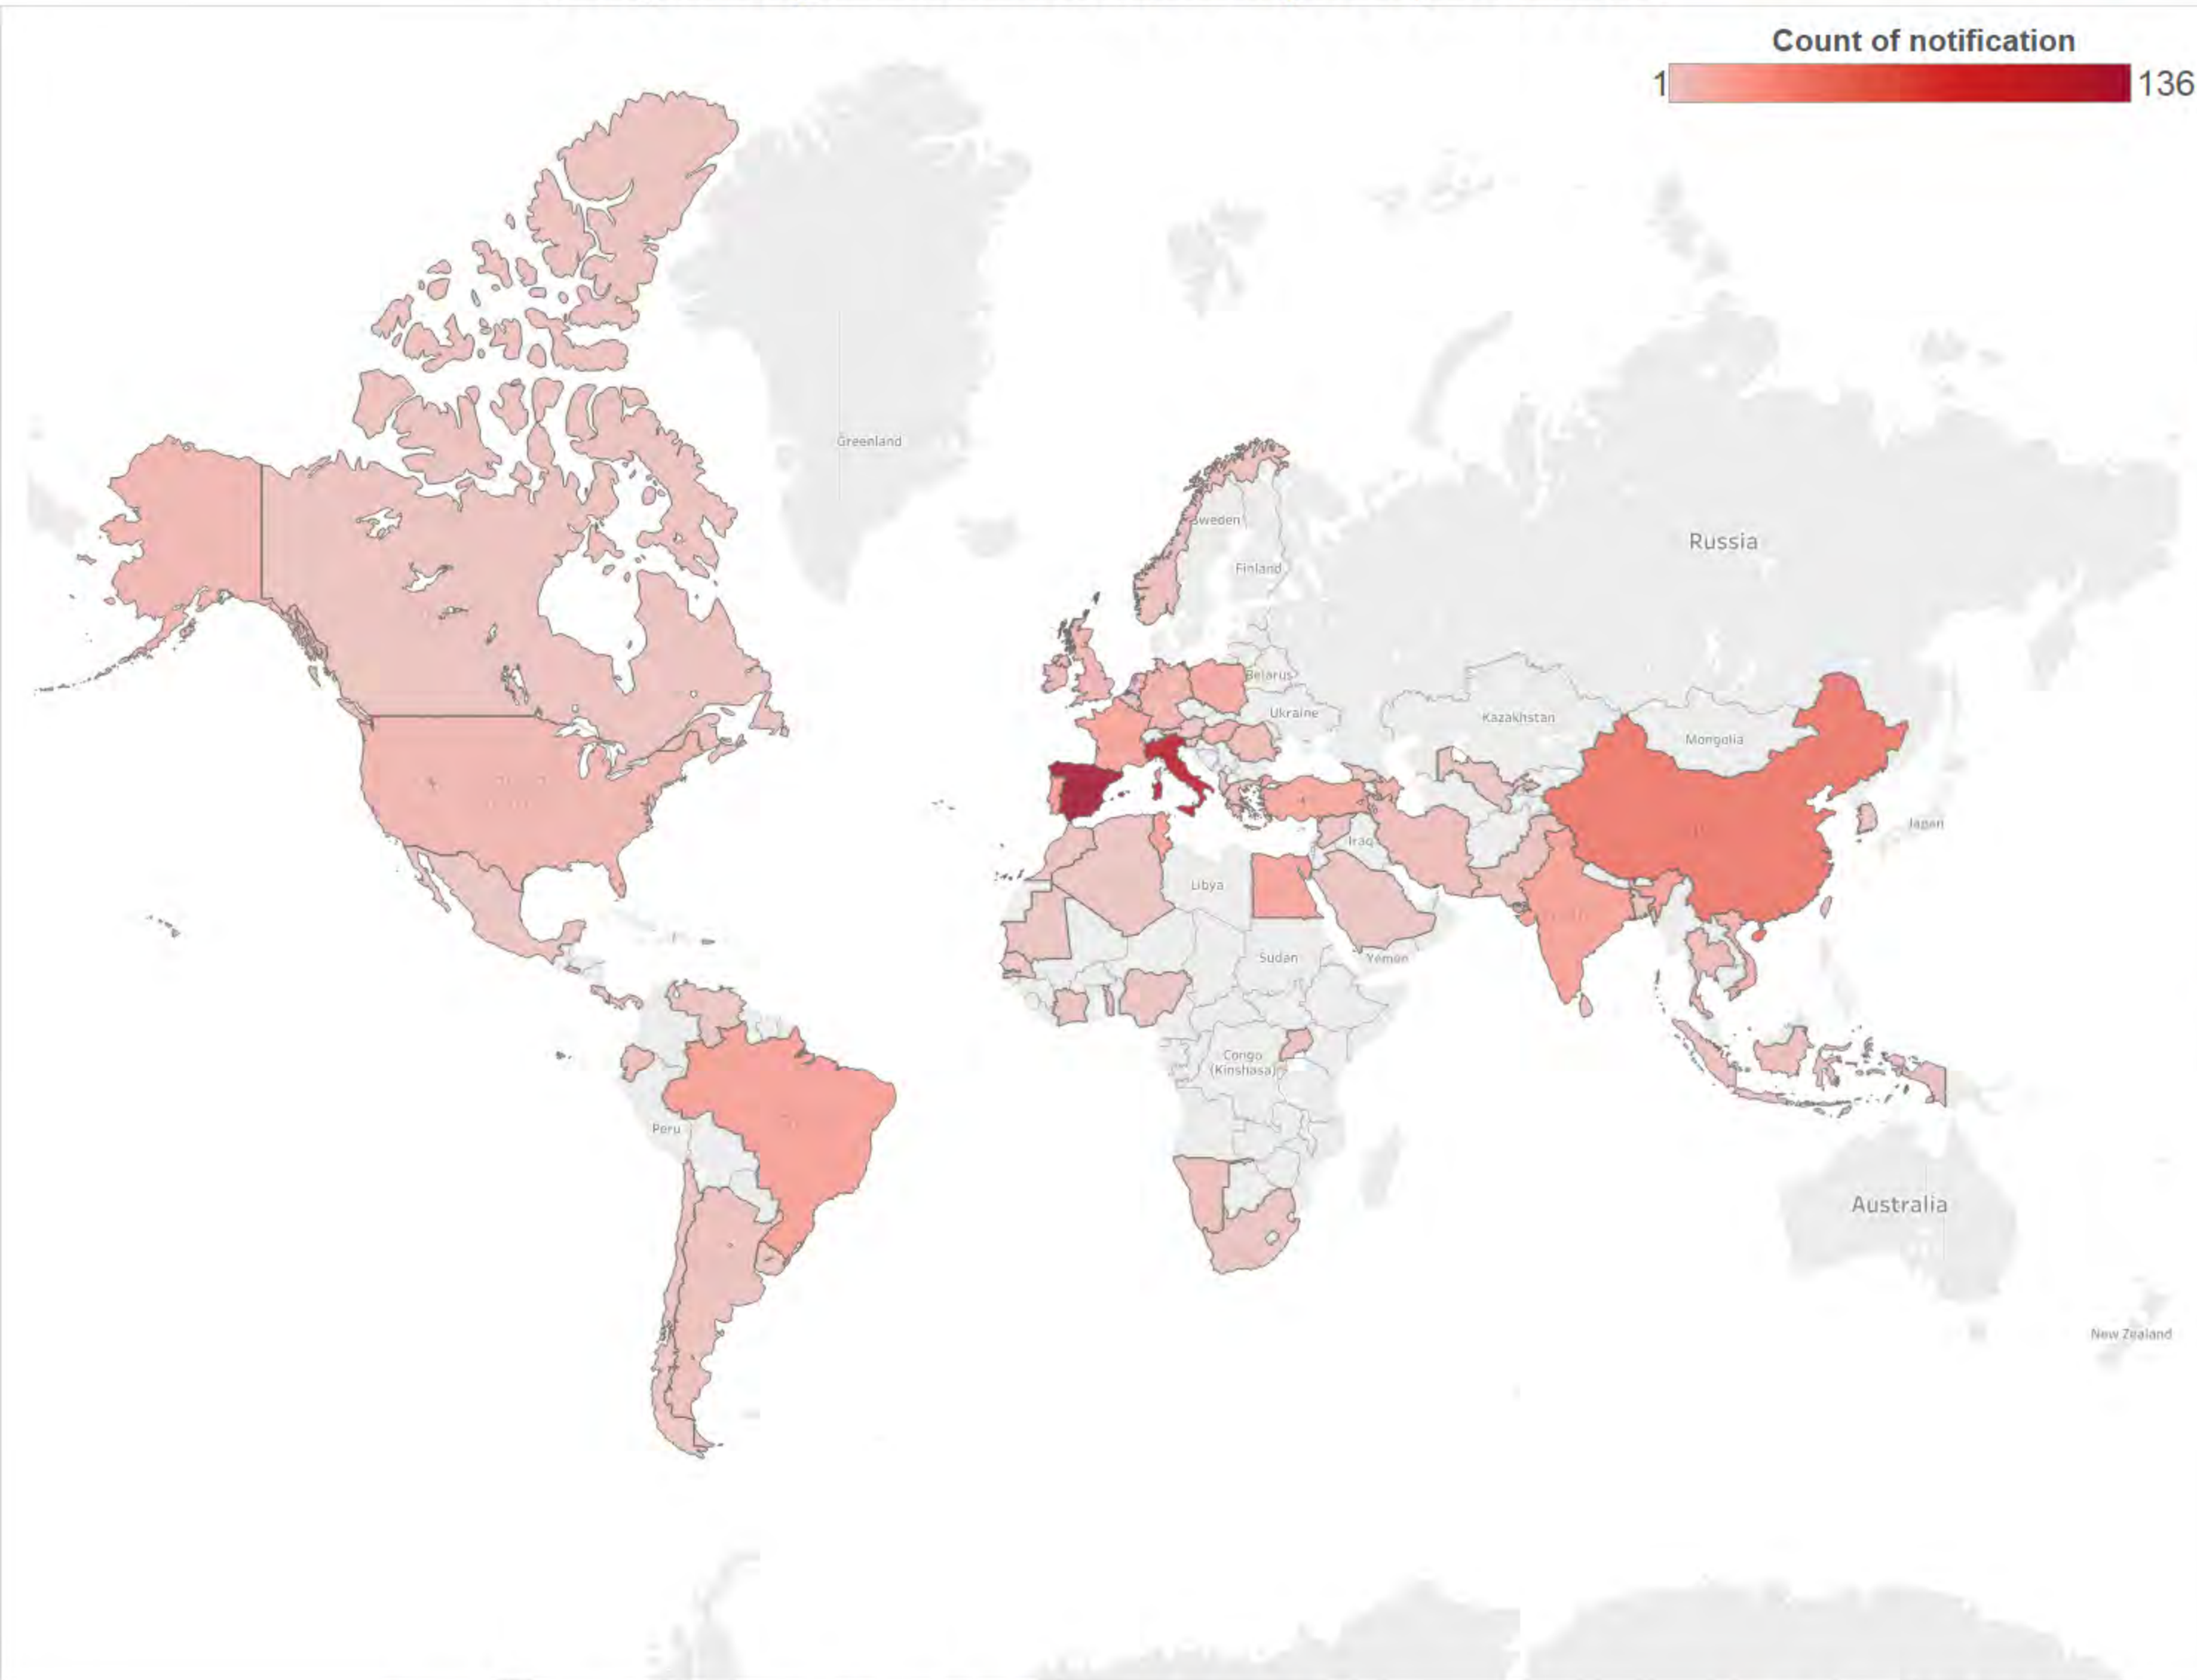 Count of notification
1
136
Greenland
Sweden
Finland
Russia
Belarus
Ukraine
Kazakhstan
Mongolia
Japan
Iraq
Libya
Sudan
Yemen
Congo
(Kinshasa)
Peru
Australia
New Zealand